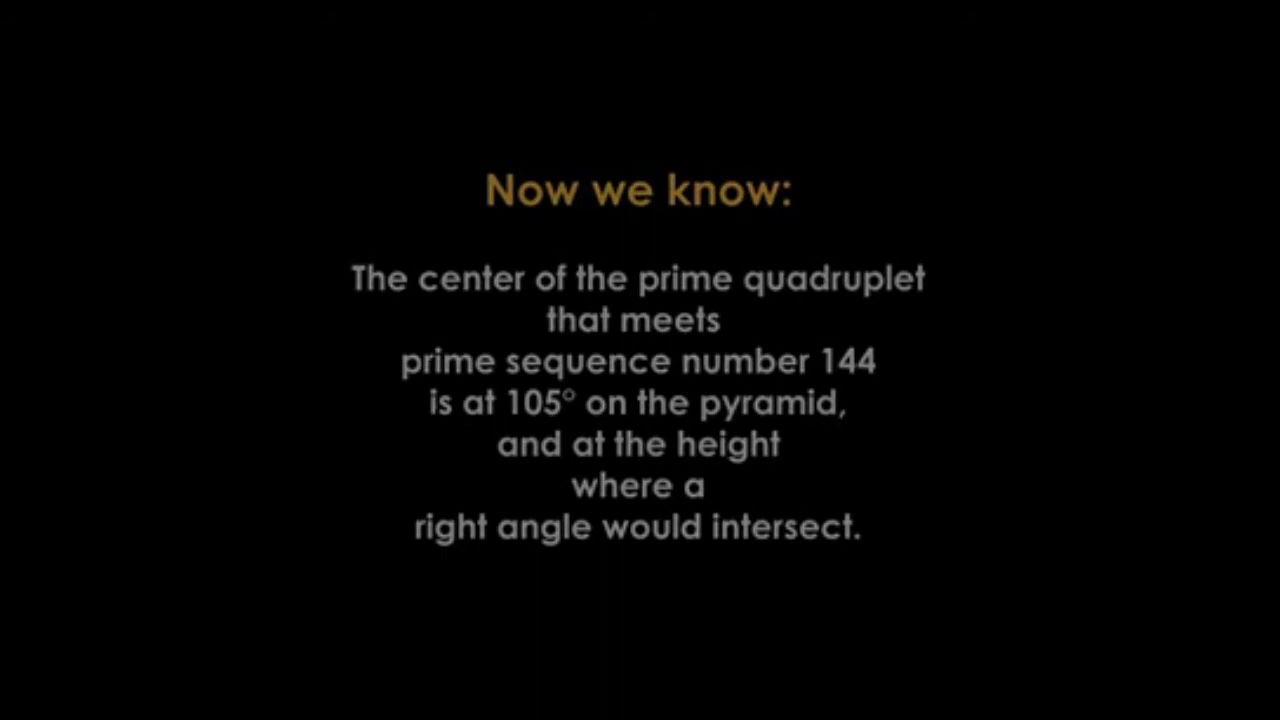 Now we know:
The center of the prime quadruplet
that meets
prime sequence number 144
is at 105° on the pyramid,
and at the height
where a
right angle would intersect.